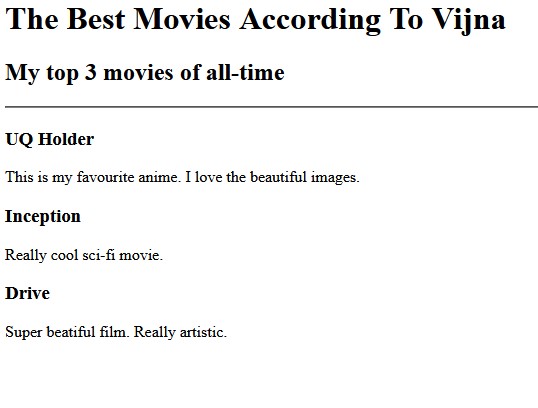 The Best Movies According To Vijna
My top 3 movies of all-time
UQ Holder
This is my favourite anime. I love the beautiful images.
Inception
Really cool sci-fi movie.
Drive
Super beatiful film. Really artistic.